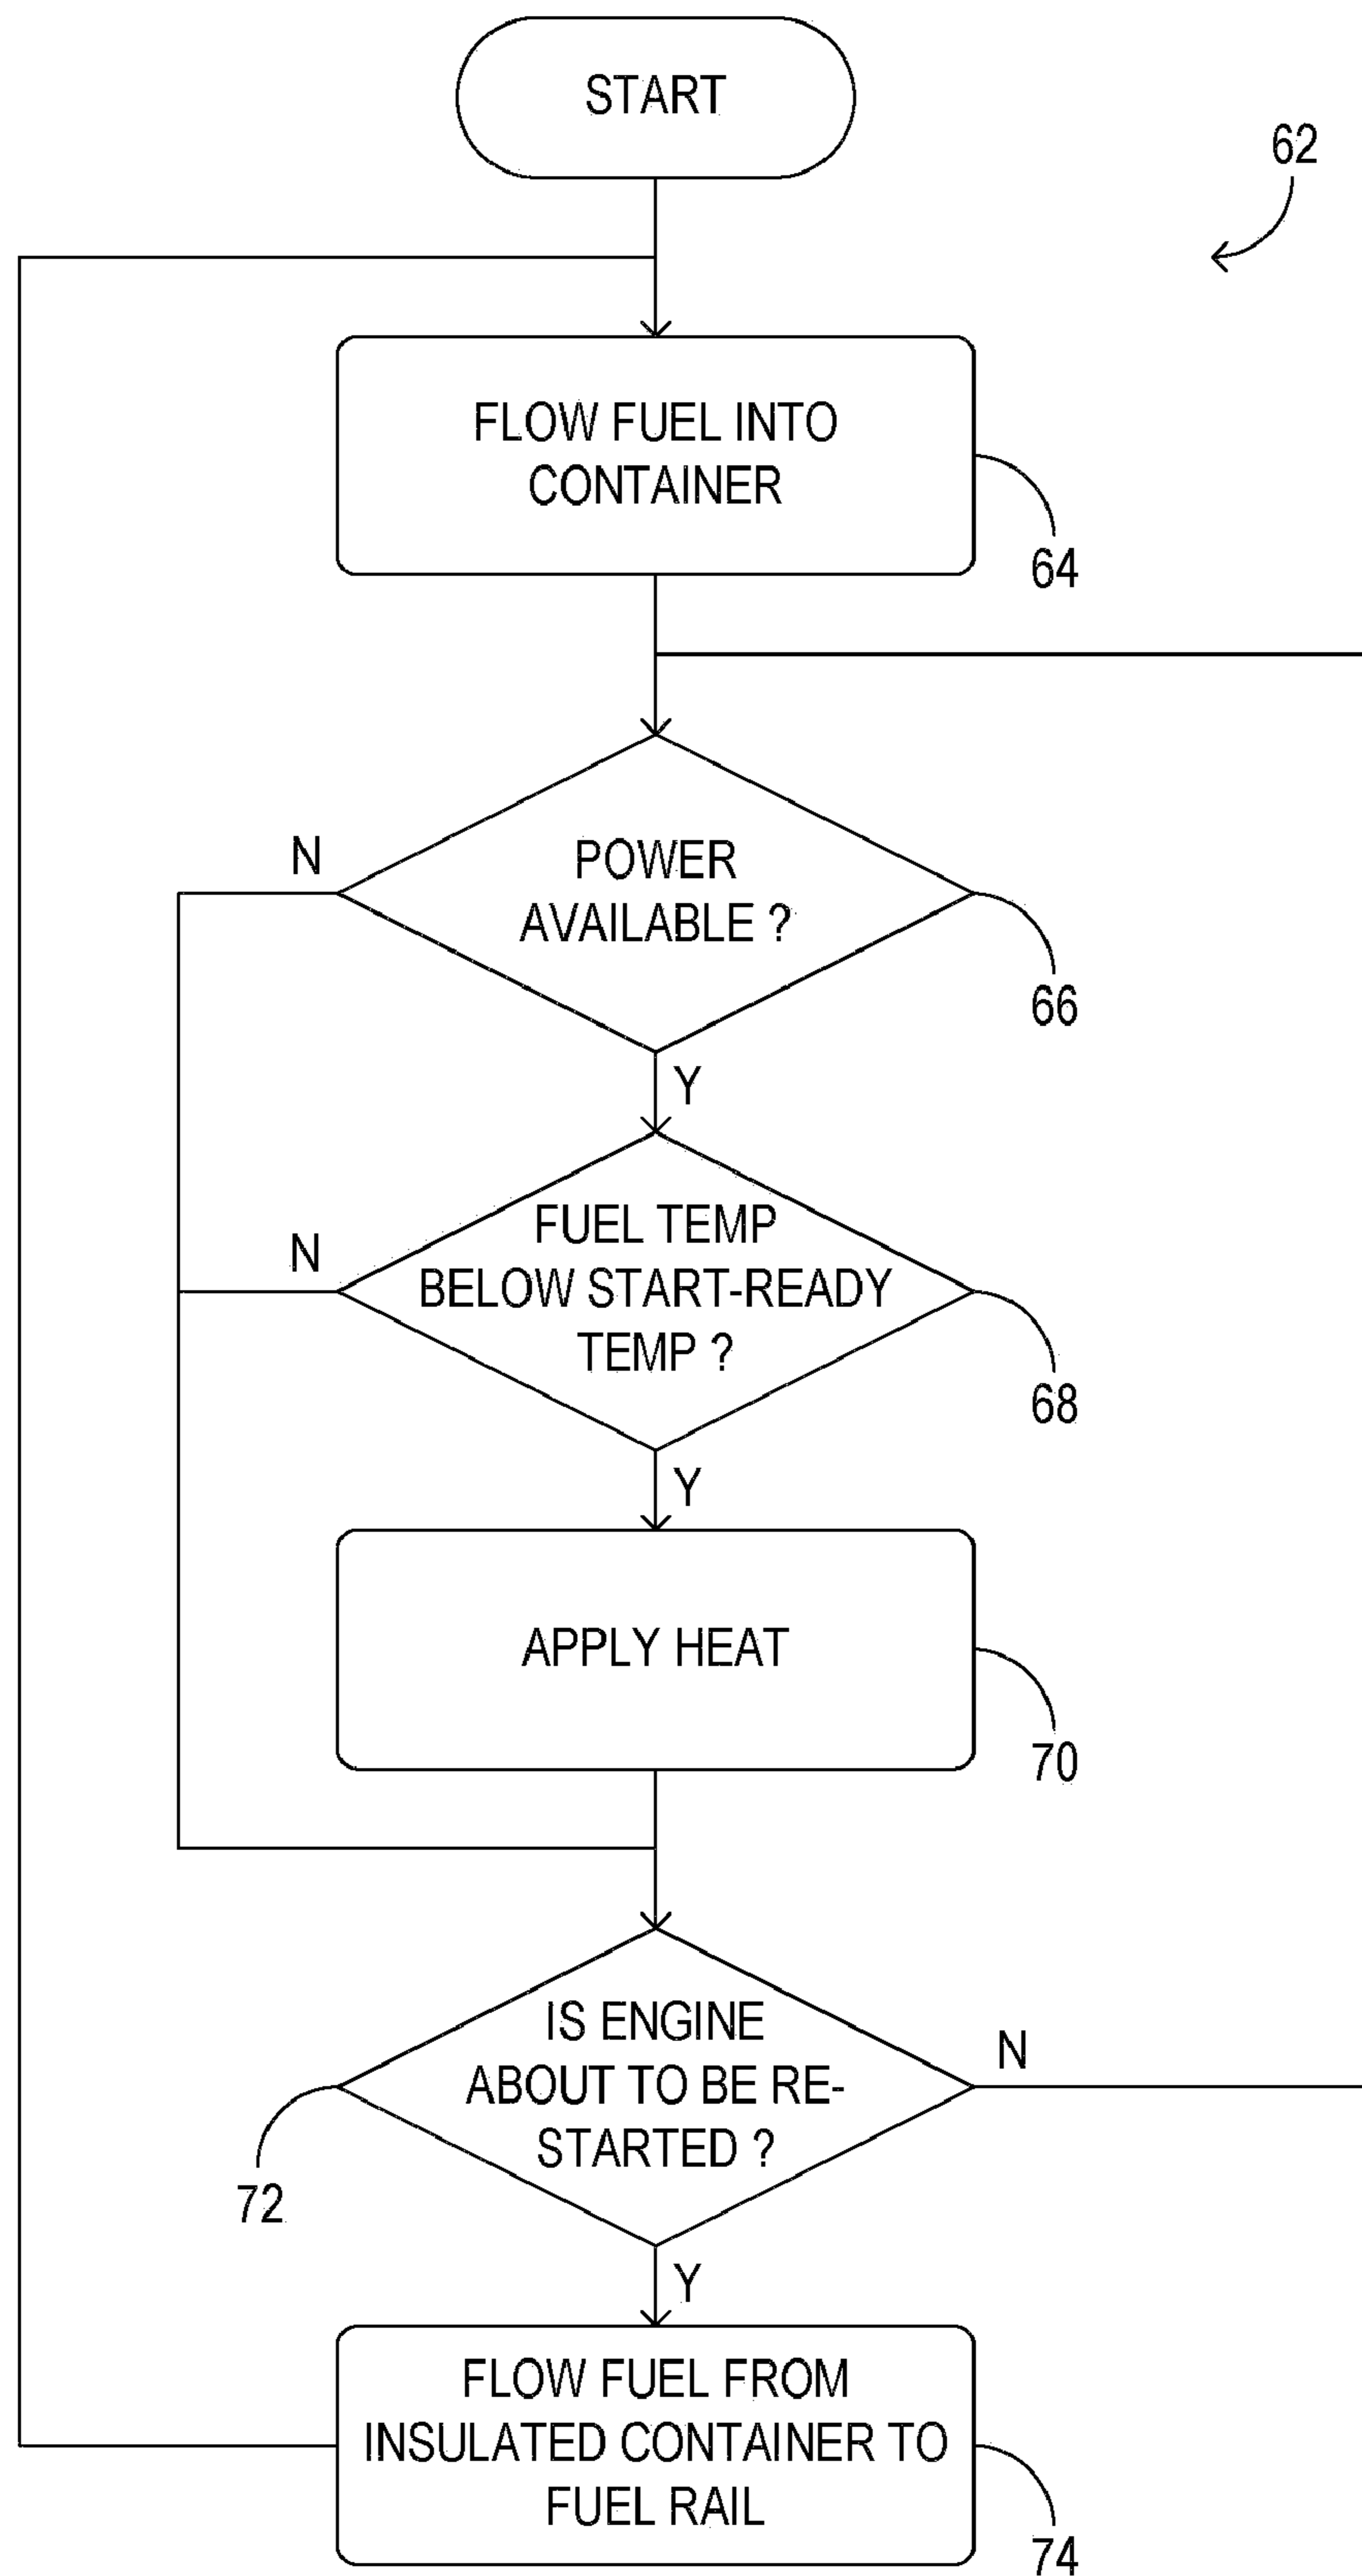 START
62
FLOW FUEL INTO
CONTAINER
64
N
POWER
AVAILABLE ?
66
Y
N
FUEL TEMP
BELOW START-READY
TEMP ?
68
Y
APPLY HEAT
70
IS ENGINE
ABOUT TO BE RE-
STARTED ?
N
72
Y
FLOW FUEL FROM
INSULATED CONTAINER TO
FUEL RAIL
74